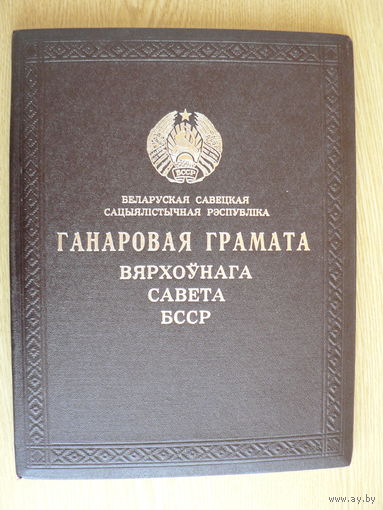 БССР
БЕЛАРУСКАЯ САВЕЦКАЯ
САЦЫЯЛІСТЫЧНАЯ РЭСПУБЛІКА
ГАНАРОВАЯ ГРАМАТА
ВЯРХОЎНАГА
САВЕТА
БССР
www.ay.by